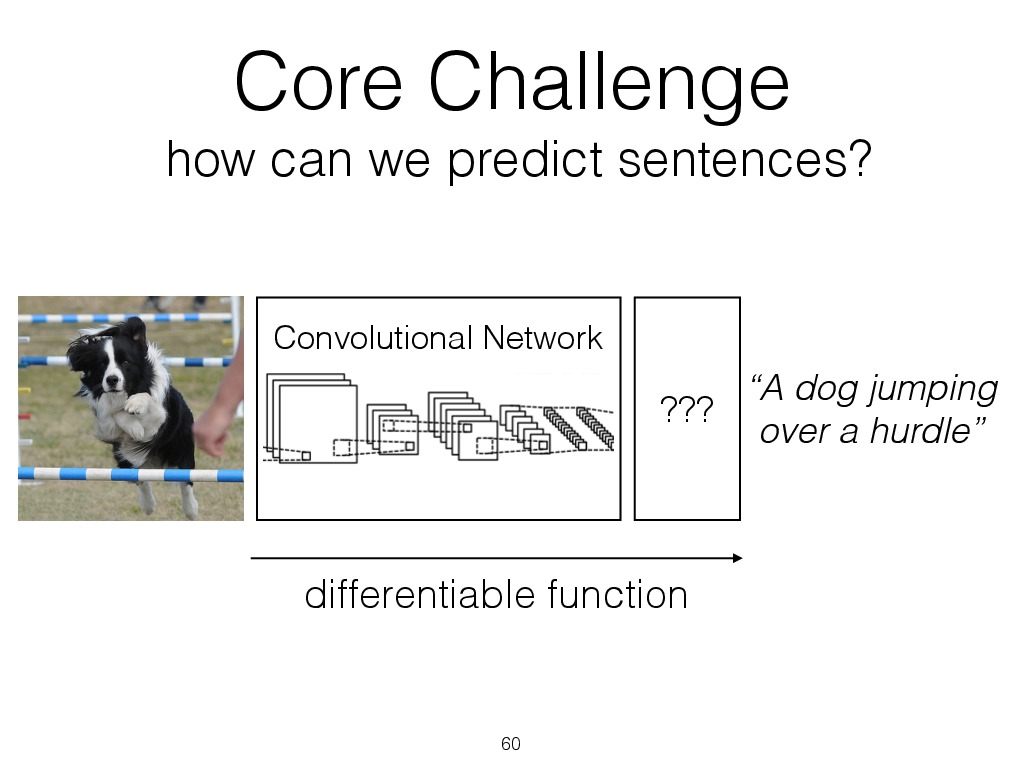 Core Challenge
how can we predict sentences?
Convolutional Network
???
“A dog jumping
over a hurdle”
differentiable function
60